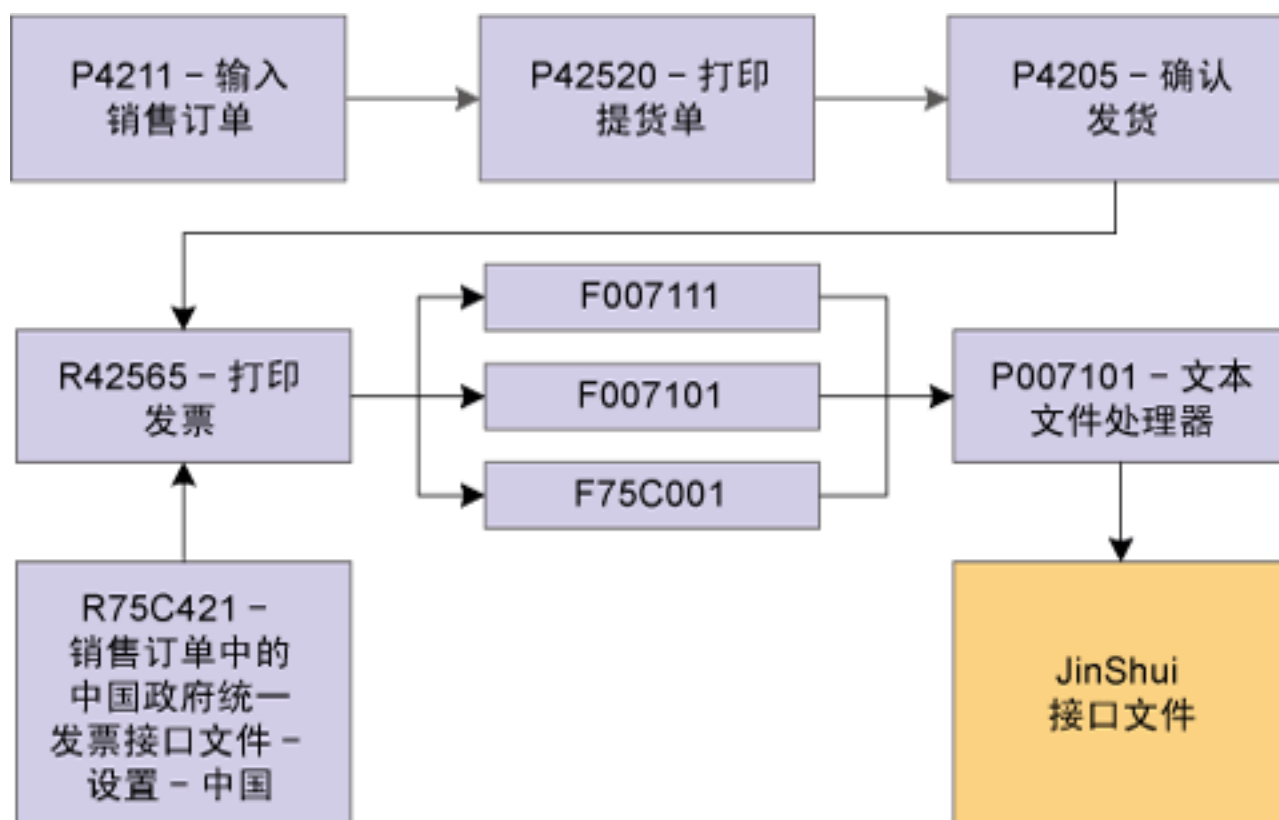 P4211 – 输入
销售订单
P42520 – 打印
提货单
P4205 – 确认
发货
F007111
R42565 – 打印
发票
F007101
P007101 – 文本
文件处理器
F75C001
R75C421 –
销售订单中的
中国政府统一
发票接口文件 –
设置 – 中国
JinShui
接口文件